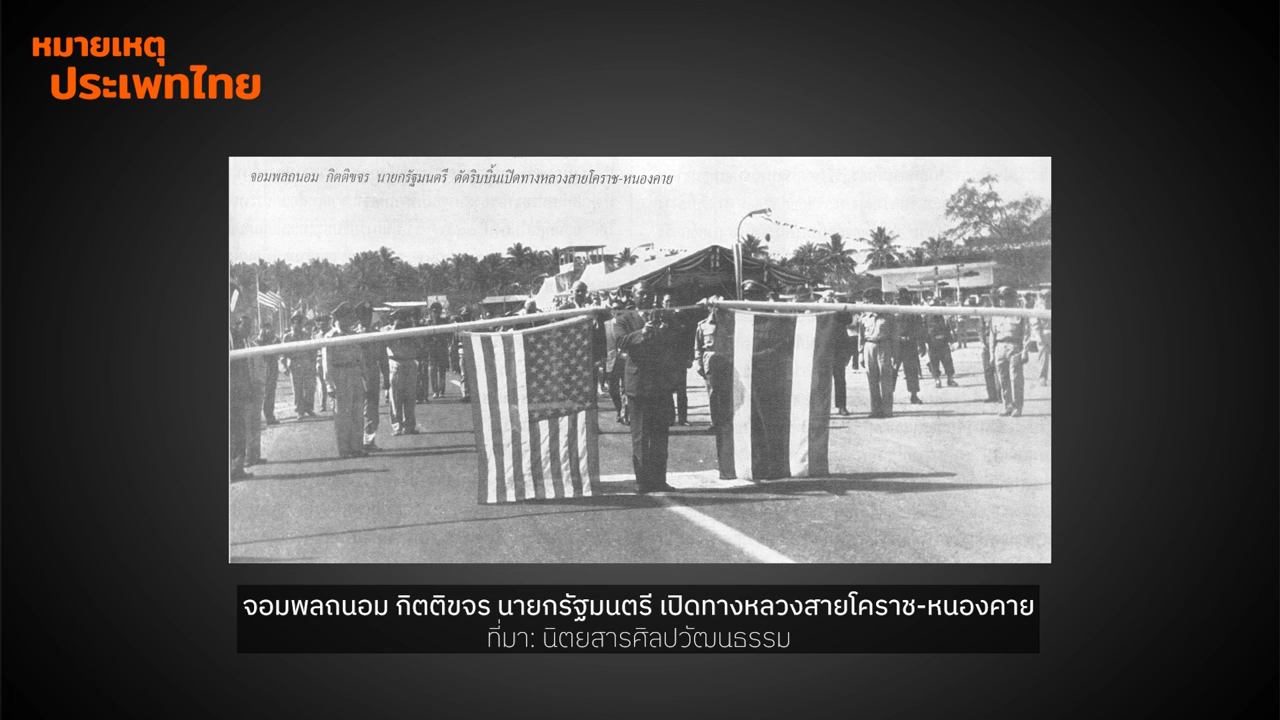 หมายเหตุ
ประเพทไทย
จอมพลถนอม กิตติขจร นายกรัฐมนตรี ตัดริบบิ้นเปิดทางหลวงสายโคราช-หนองคาย
จอมพลถนอม กิตติขจร นายกรัฐมนตรี เปิดทางหลวงสายโคราช-หนองคาย
ที่มา: นิตยสารศิลปวัฒนธรรม